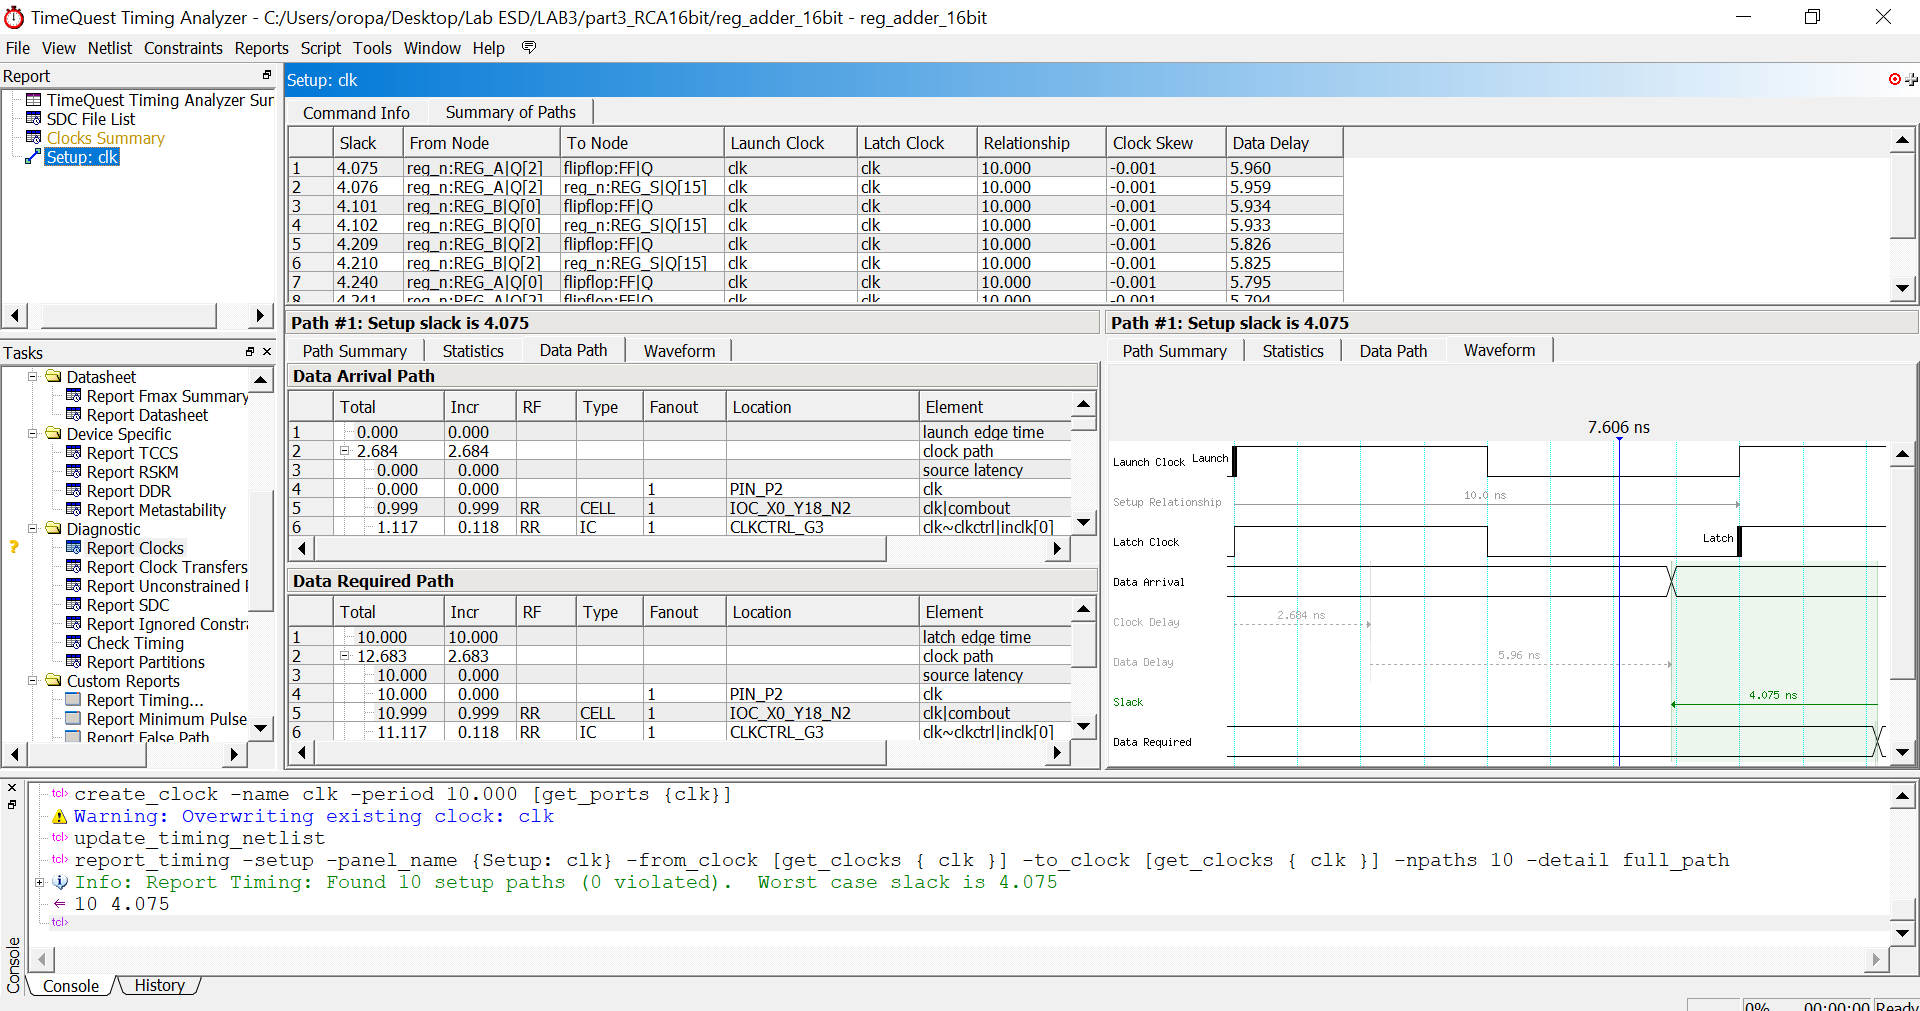 TimeQuest Timing Analyzer - C:/Users/oropa/Desktop/Lab ESD/LAB3/part3_RCA16bit/reg_adder_16bit - reg_adder_16bit
File View Netlist Constraints Reports Script Tools Window Help
Report
TimeQuest Timing Analyzer Sur
SDC File List
Clocks Summary
Setup: clk
Setup: clk
Command Info Summary of Paths
Slack From Node To Node Launch Clock Latch Clock Relationship Clock Skew Data Delay
1 4.075 reg_n:REG_A|Q[2] flipflop:FF|Q clk clk 10.000 -0.001 5.960
2 4.076 reg_n:REG_A|Q[2] reg_n:REG_S|Q[15] clk clk 10.000 -0.001 5.959
3 4.101 reg_n:REG_B|Q[0] flipflop:FF|Q clk clk 10.000 -0.001 5.934
4 4.102 reg_n:REG_B|Q[0] reg_n:REG_S|Q[15] clk clk 10.000 -0.001 5.933
5 4.209 reg_n:REG_B|Q[2] flipflop:FF|Q clk clk 10.000 -0.001 5.826
6 4.210 reg_n:REG_B|Q[2] reg_n:REG_S|Q[15] clk clk 10.000 -0.001 5.825
7 4.240 reg_n:REG_A|Q[0] flipflop:FF|Q clk clk 10.000 -0.001 5.795
8 4.241 reg_n:REG_A|Q[2] flipflop:FF|Q clk clk 10.000 -0.001 5.794
Tasks
Datasheet
Report Fmax Summary
Report Datasheet
Device Specific
Report TCCS
Report RSKM
Report DDR
Report Metastability
Diagnostic
Report Clocks
Report Clock Transfers
Report Unconstrained
Report SDC
Report Ignored Constra
Check Timing
Report Partitions
Custom Reports
Report Timing...
Report Minimum Pulse
Report False Path
Path #1: Setup slack is 4.075
Path Summary Statistics Data Path Waveform
Data Arrival Path
Total Incr RF Type Fanout Location Element
1 0.000 0.000 launch edge time
2 2.684 2.684 clock path
3 0.000 0.000 source latency
4 0.000 0.000 1 PIN_P2 clk
5 0.999 0.999 RR CELL 1 IOC_X0_Y18_N2 clk|combout
6 1.117 0.118 RR IC 1 CLKCTRL_G3 clk~clkctrl|inclk[0]
Data Required Path
Total Incr RF Type Fanout Location Element
1 10.000 10.000 latch edge time
2 12.683 2.683 clock path
3 10.000 0.000 source latency
4 10.000 0.000 1 PIN_P2 clk
5 10.999 0.999 RR CELL 1 IOC_X0_Y18_N2 clk|combout
6 11.117 0.118 RR IC 1 CLKCTRL_G3 clk~clkctrl|inclk[0]
Path #1: Setup slack is 4.075
Path Summary Statistics Data Path Waveform
7.606 ns
Launch Clock Launch
Setup Relationship 10.0 ns
Latch Clock Latch
Data Arrival
Clock Delay 2.684 ns
Data Delay 5.96 ns
Slack 4.075 ns
Data Required
tcl> create_clock -name clk -period 10.000 [get_ports {clk}]
Warning: Overwriting existing clock: clk
tcl> update_timing_netlist
tcl> report_timing -setup -panel_name {Setup: clk} -from_clock [get_clocks { clk }] -to_clock [get_clocks { clk }] -npaths 10 -detail full_path
Info: Report Timing: Found 10 setup paths (0 violated). Worst case slack is 4.075
10 4.075
tcl>
Console
Console History
0% 00:00:00 Ready